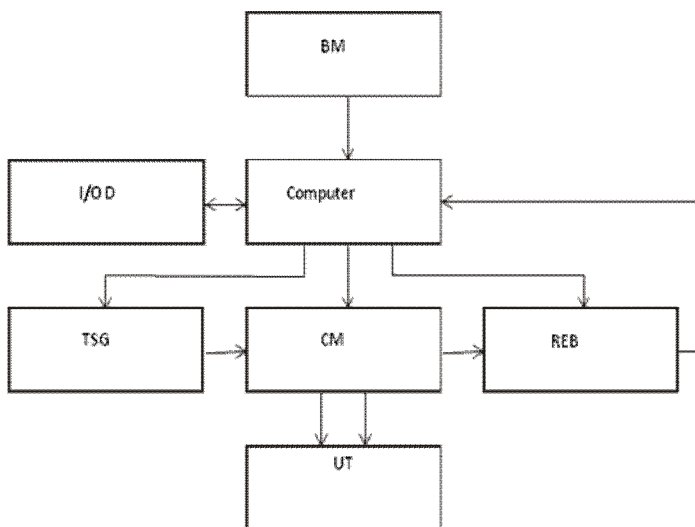 BM
I/O D
Computer
TSG
CM
REB
UT